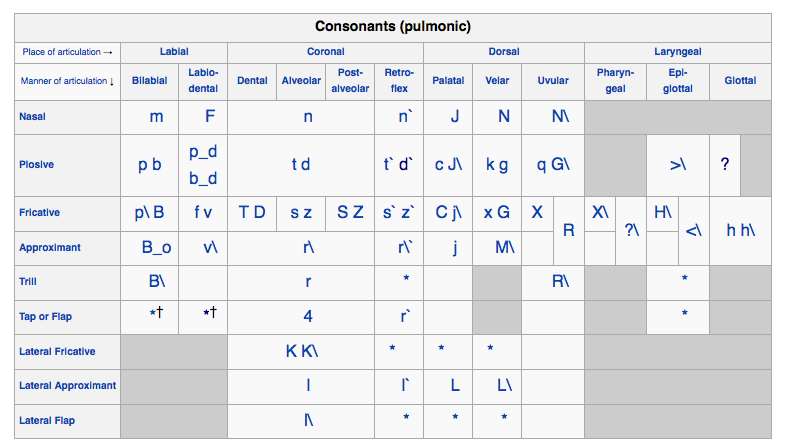 Consonants (pulmonic)
Place of articulation → Labial Coronal Dorsal Laryngeal
Manner of articulation ↓ Bilabial Labio-dental Dental Alveolar Post-alveolar Retro-flex Palatal Velar Uvular Pharyn-geal Epi-glottal Glottal
Nasal m F n n` J N N\
Plosive p b p_d b_d t d t` d` c J\ k g q G\ >\ ?
Fricative p\ B f v T D s z S Z s` z` C j\ x G X R X\ ?\ H\ <\ h h\
Approximant B_o v\ r\ r\` j M\
Trill B\ r * R\ *
Tap or Flap *† *† 4 r` *
Lateral Fricative K K\ * * *
Lateral Approximant l l` L L\
Lateral Flap l\ * * *